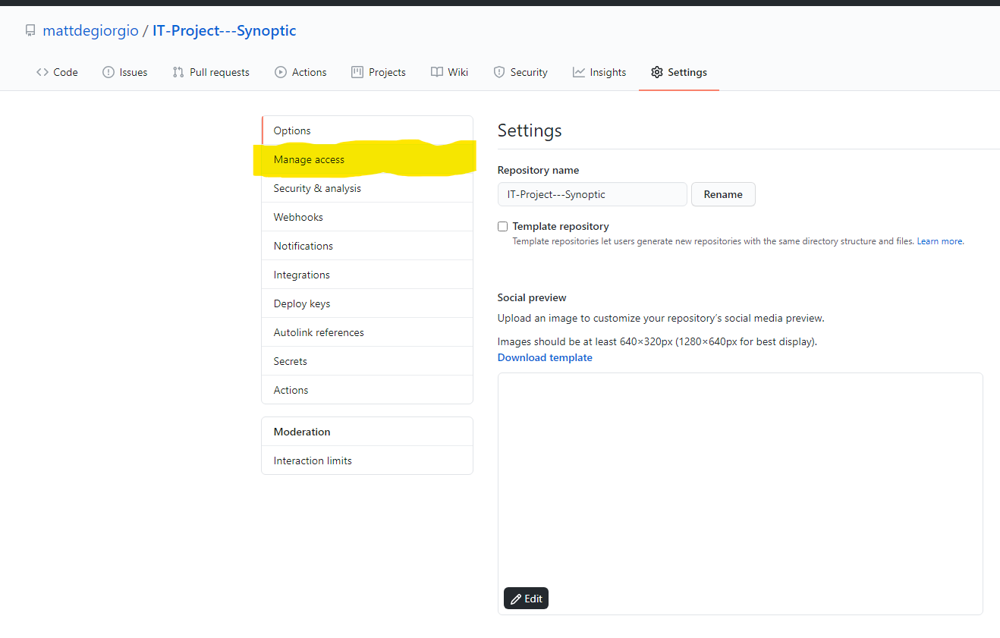 mattdegiorgio / IT-Project---Synoptic
Code Issues Pull requests Actions Projects Wiki Security Insights Settings
Options
Manage access
Security & analysis
Webhooks
Notifications
Integrations
Deploy keys
Autolink references
Secrets
Actions
Moderation
Interaction limits
Settings
Repository name
IT-Project---Synoptic Rename
Template repository
Template repositories let users generate new repositories with the same directory structure and files. Learn more.
Social preview
Upload an image to customize your repository’s social media preview.
Images should be at least 640×320px (1280×640px for best display).
Download template
Edit